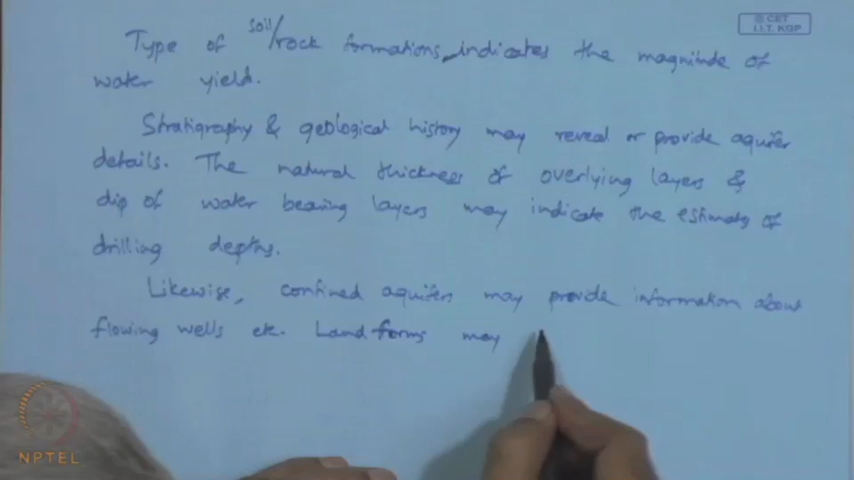 © CET
I.I.T. KGP
Type of soil/rock formations indicates the magnitude of
water yield.
Stratigraphy & geological history may reveal or provide aquifer
details. The natural thickness of overlying layers &
dip of water bearing layers may indicate the estimate of
drilling depths.
Likewise, confined aquifers may provide information about
flowing wells etc. Land forms may
NPTEL